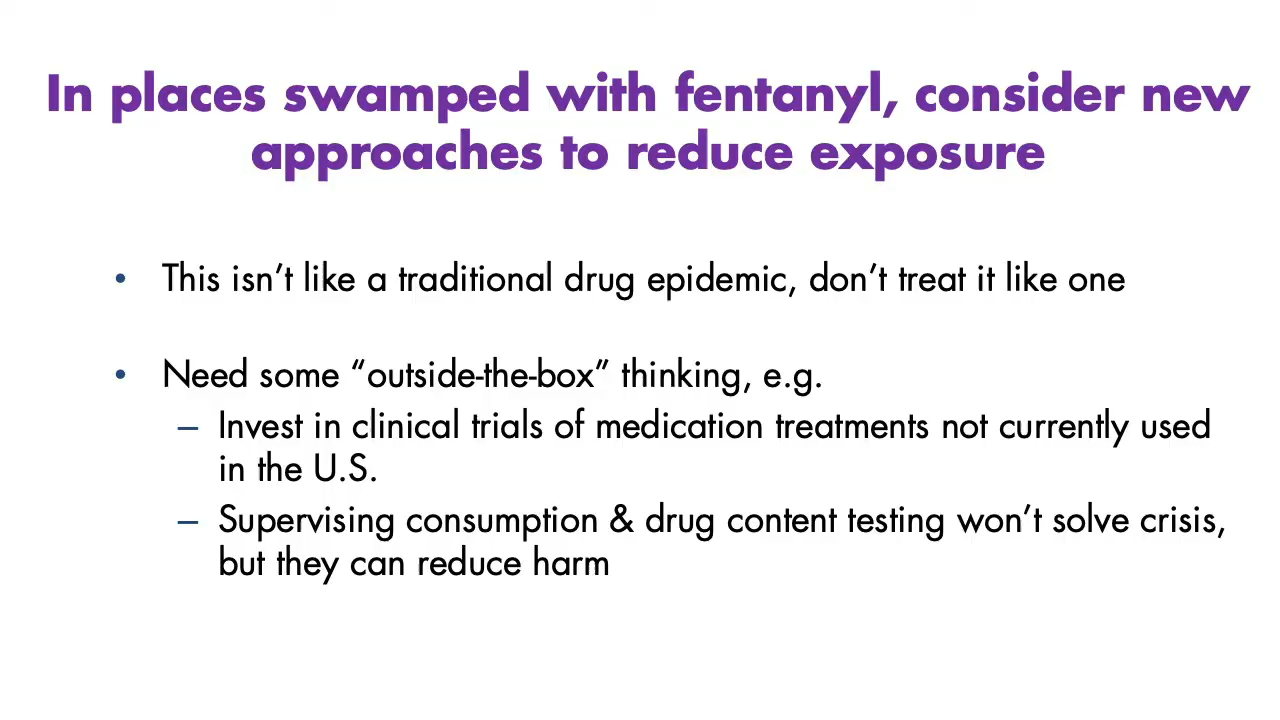 In places swamped with fentanyl, consider new
approaches to reduce exposure
• This isn’t like a traditional drug epidemic, don’t treat it like one
• Need some “outside-the-box” thinking, e.g.
– Invest in clinical trials of medication treatments not currently used
in the U.S.
– Supervising consumption & drug content testing won’t solve crisis,
but they can reduce harm